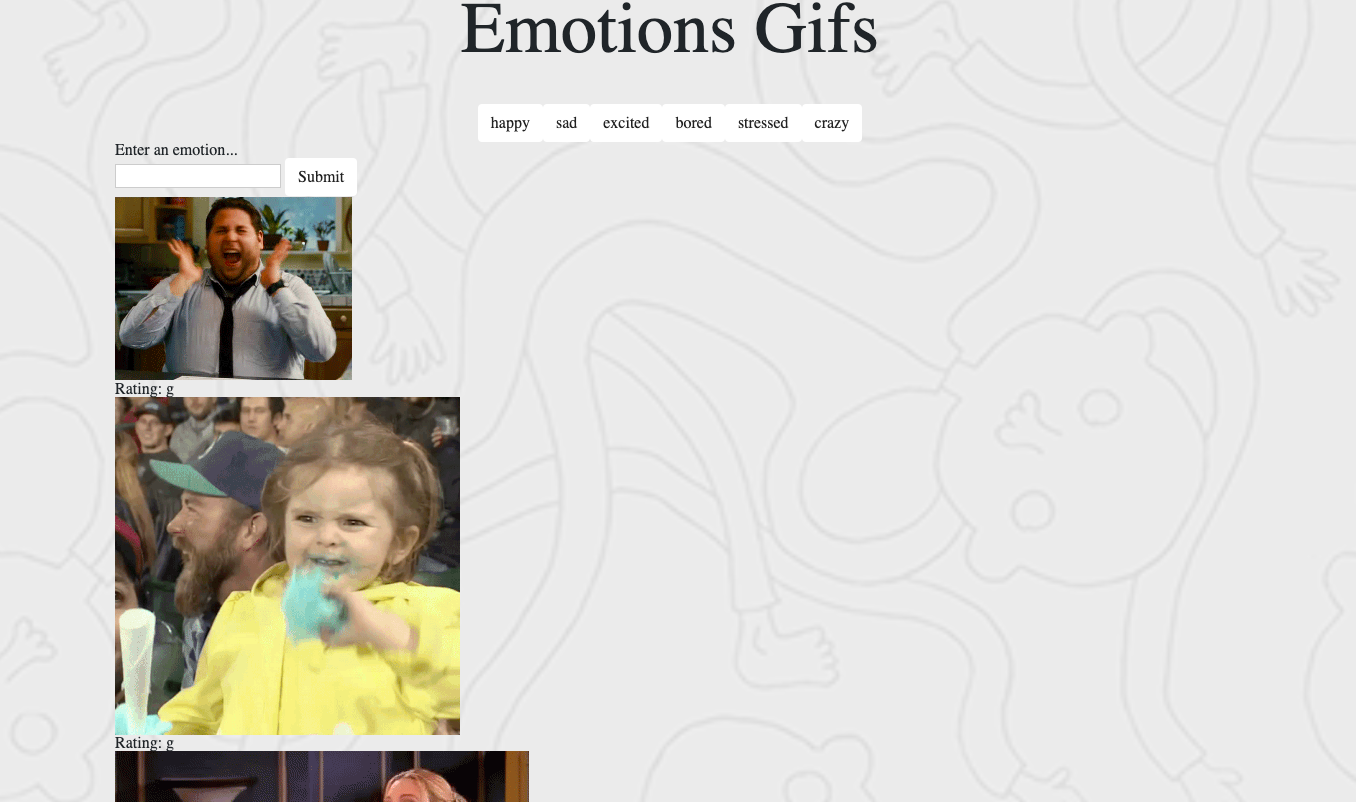 Emotions Gifs
happy sad excited bored stressed crazy
Enter an emotion...
Submit
Rating: g
Rating: g